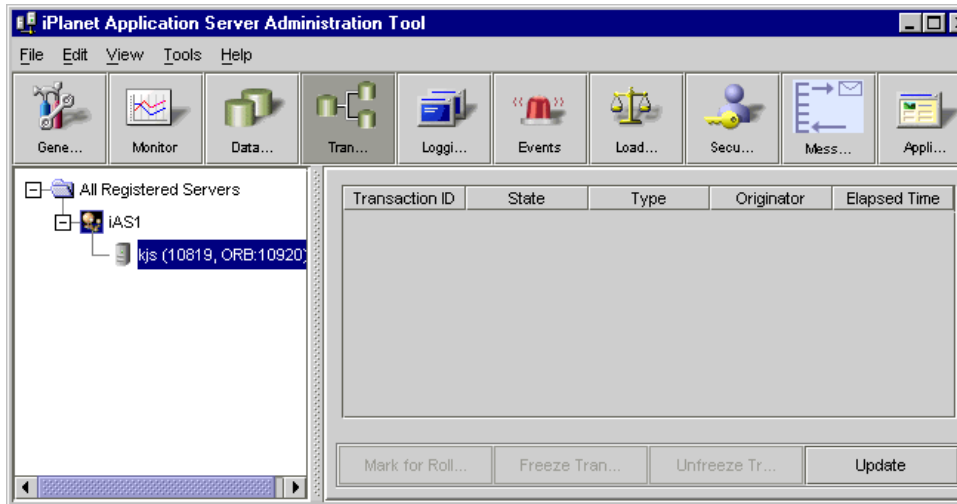 iPlanet Application Server Administration Tool
File Edit View Tools Help
Gene... Monitor Data... Tran... Loggi... Events Load... Secu... Mess... Appli...
All Registered Servers
iAS1
kjs (10819, ORB:10920)
Transaction ID State Type Originator Elapsed Time
Mark for Roll... Freeze Tran... Unfreeze Tr... Update